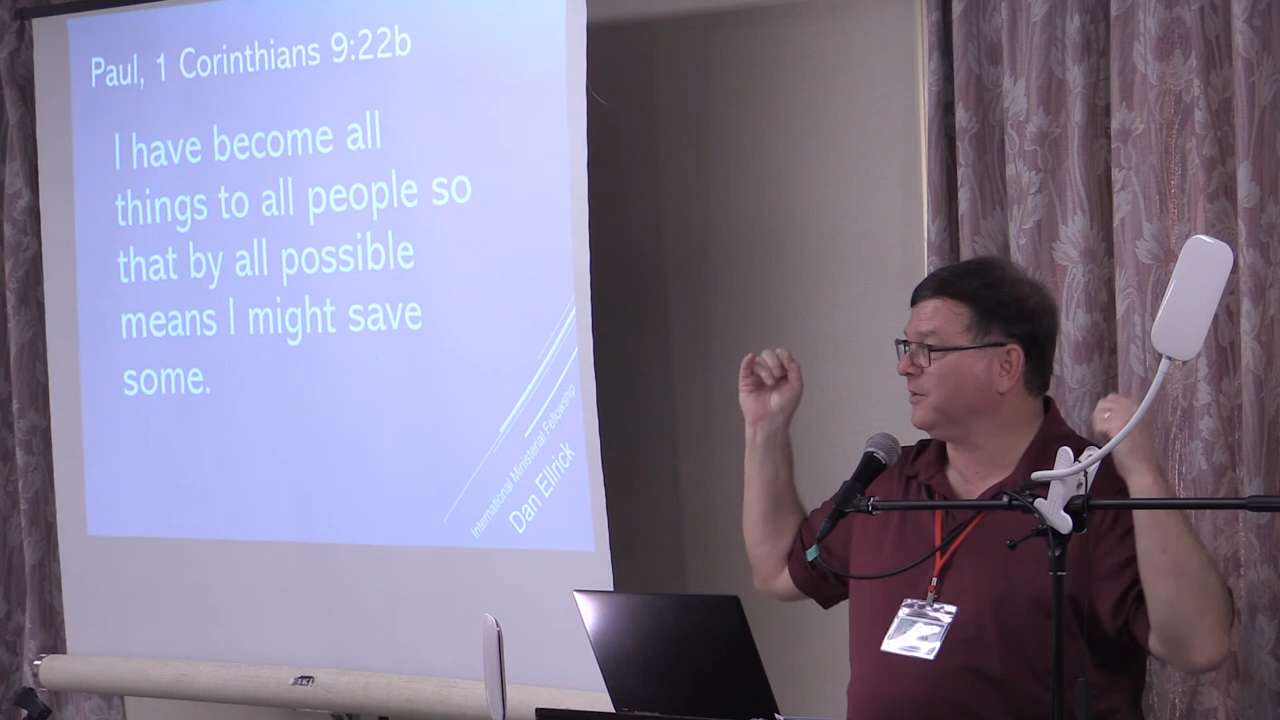 Paul, 1 Corinthians 9:22b
I have become all
things to all people so
that by all possible
means I might save
some.
International Ministerial Fellowship
Dan Ellrick